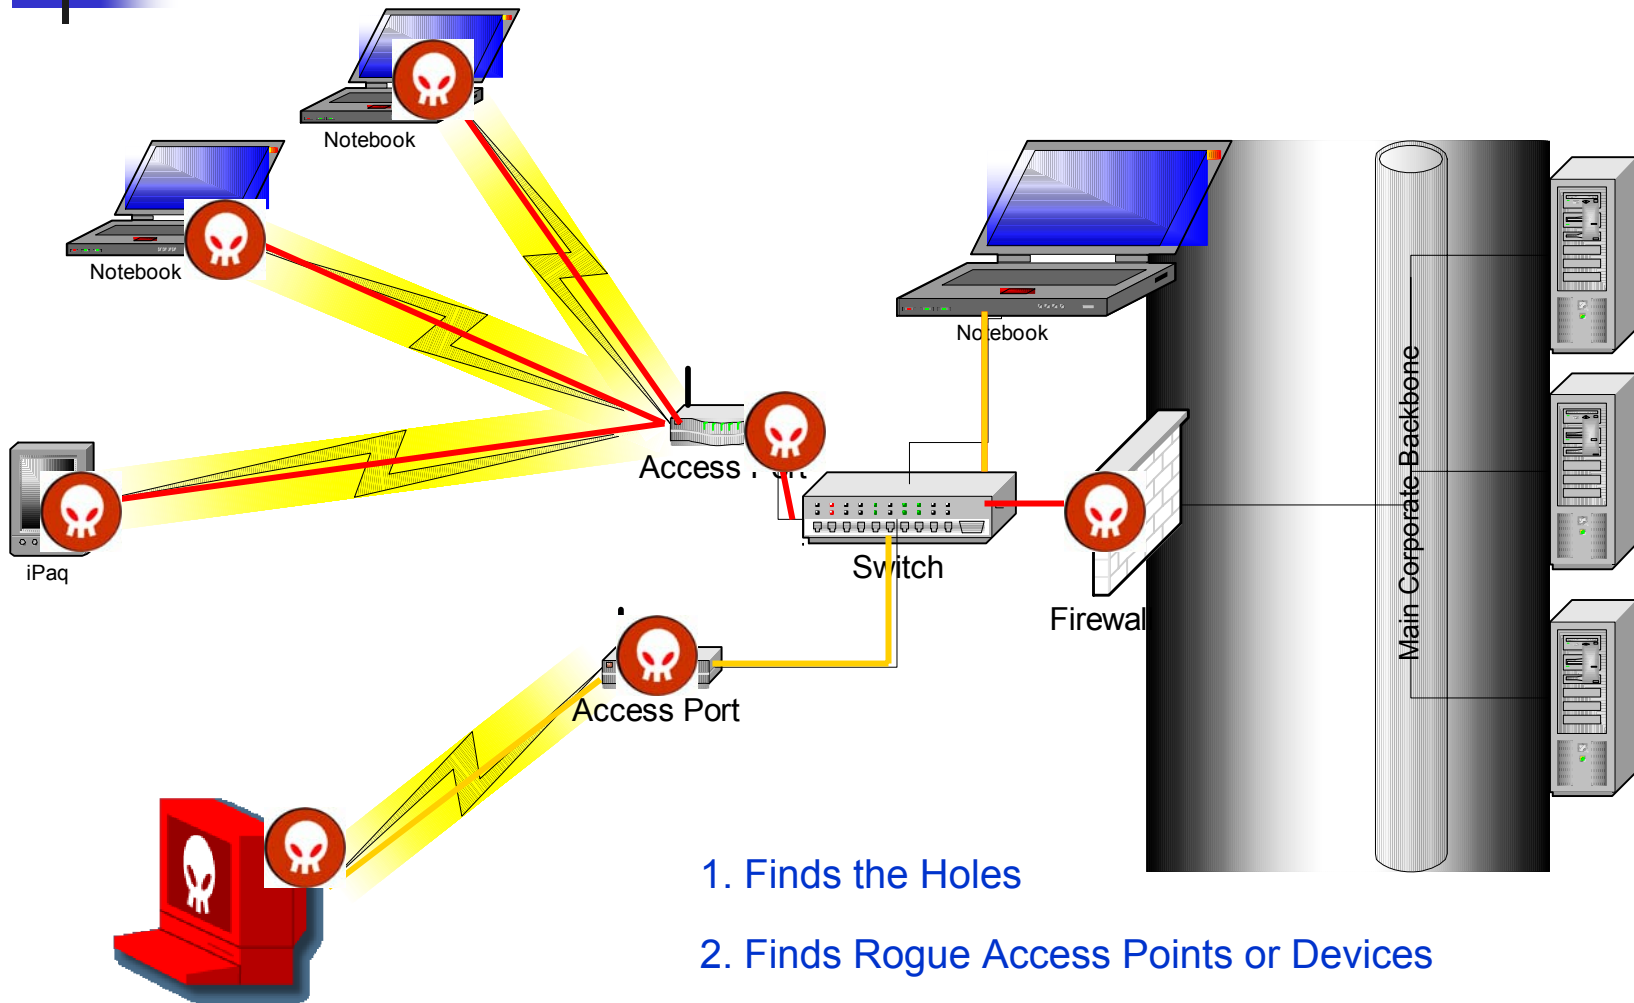 Notebook
Notebook
Notebook
Access Port
iPaq
Switch
Firewal
Main Corporate Backbone
Access Port
1. Finds the Holes
2. Finds Rogue Access Points or Devices